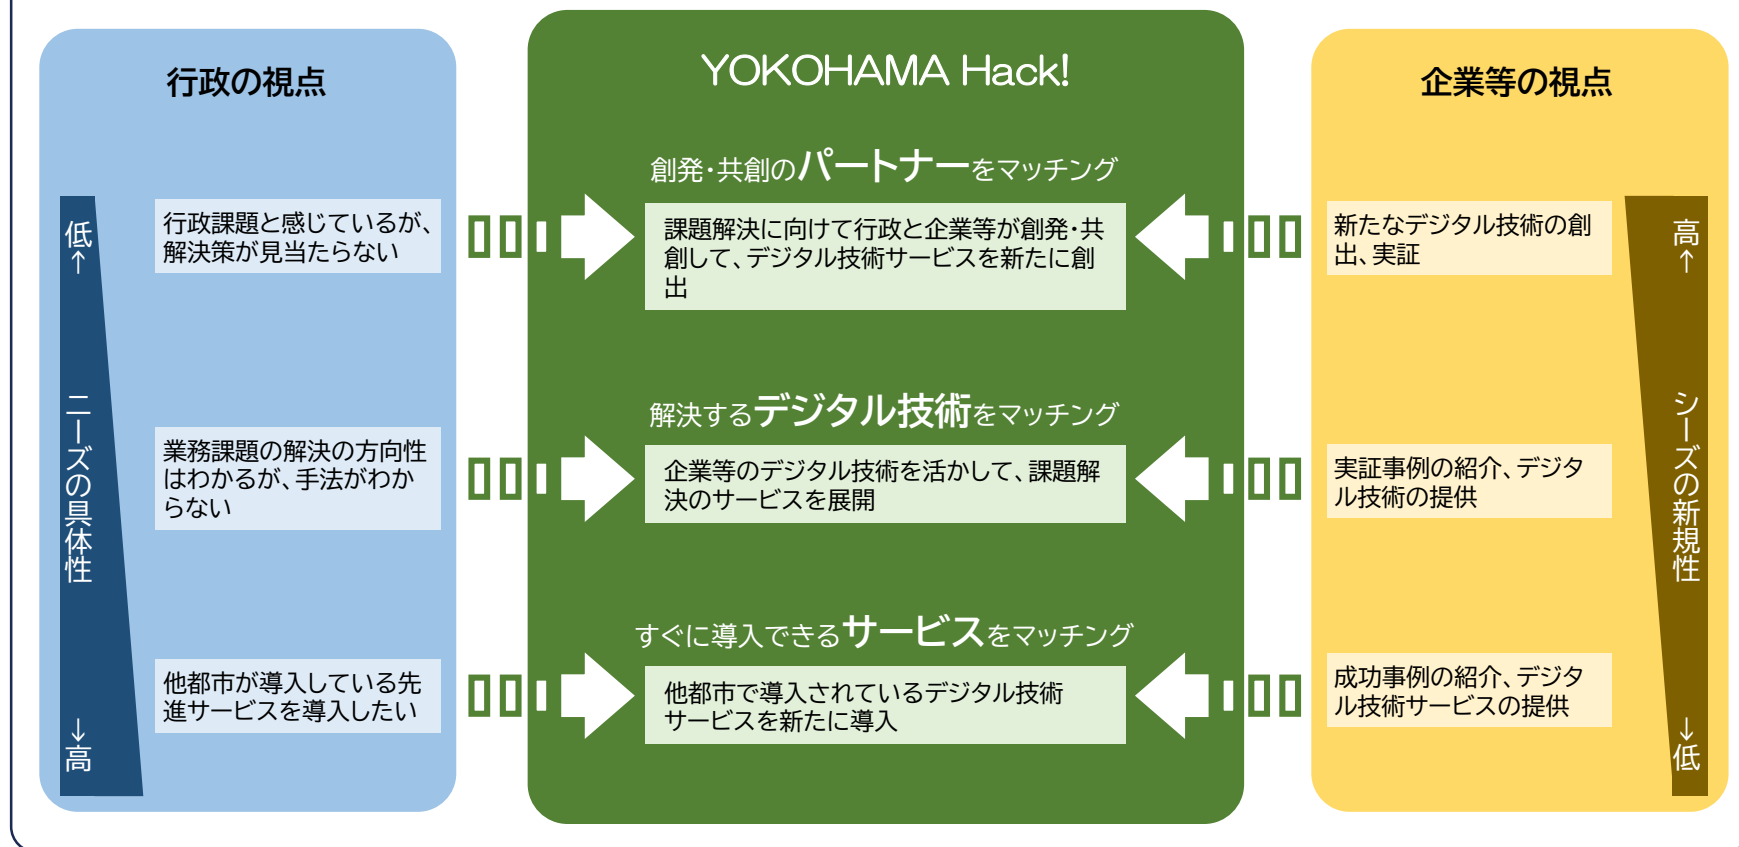 行政の視点
低←
ニーズの具体性
→高
行政課題と感じているが、
解決策が見当たらない
業務課題の解決の方向性
はわかるが、手法がわか
らない
他都市が導入している先
進サービスを導入したい
YOKOHAMA Hack!
創発・共創のパートナーをマッチング
課題解決に向けて行政と企業等が創発・共
創して、デジタル技術サービスを新たに創
出
解決するデジタル技術をマッチング
企業等のデジタル技術を活かして、課題解
決のサービスを展開
すぐに導入できるサービスをマッチング
他都市で導入されているデジタル技術
サービスを新たに導入
企業等の視点
新たなデジタル技術の創
出、実証
実証事例の紹介、デジタ
ル技術の提供
成功事例の紹介、デジタ
ル技術サービスの提供
高←
シーズの新規性
→低